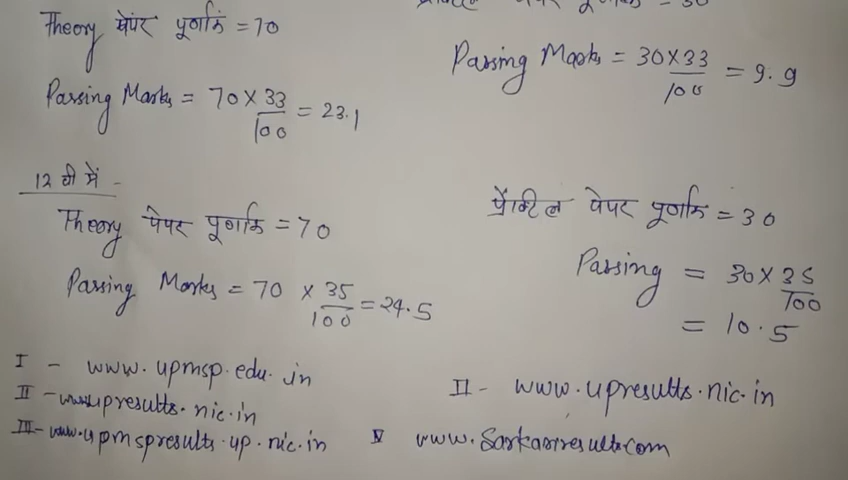 Theory पेपर पूर्णांक = 70
पेपर पूर्णांक = 30
Passing Marks = 70 × 33/100 = 23.1
Passing Marks = 30×33/100 = 9.9
12 वी में -
Theory पेपर पूर्णांक = 70
Passing Marks = 70 × 35/100 = 24.5
प्रैक्टिल पेपर पूर्णांक = 30
Passing = 30 × 35/100
= 10.5
I - www.upmsp.edu.in
II - www.upresults.nic.in
III - www.upmspresults.up.nic.in
II - www.upresults.nic.in
V www.Sarkariresult.com